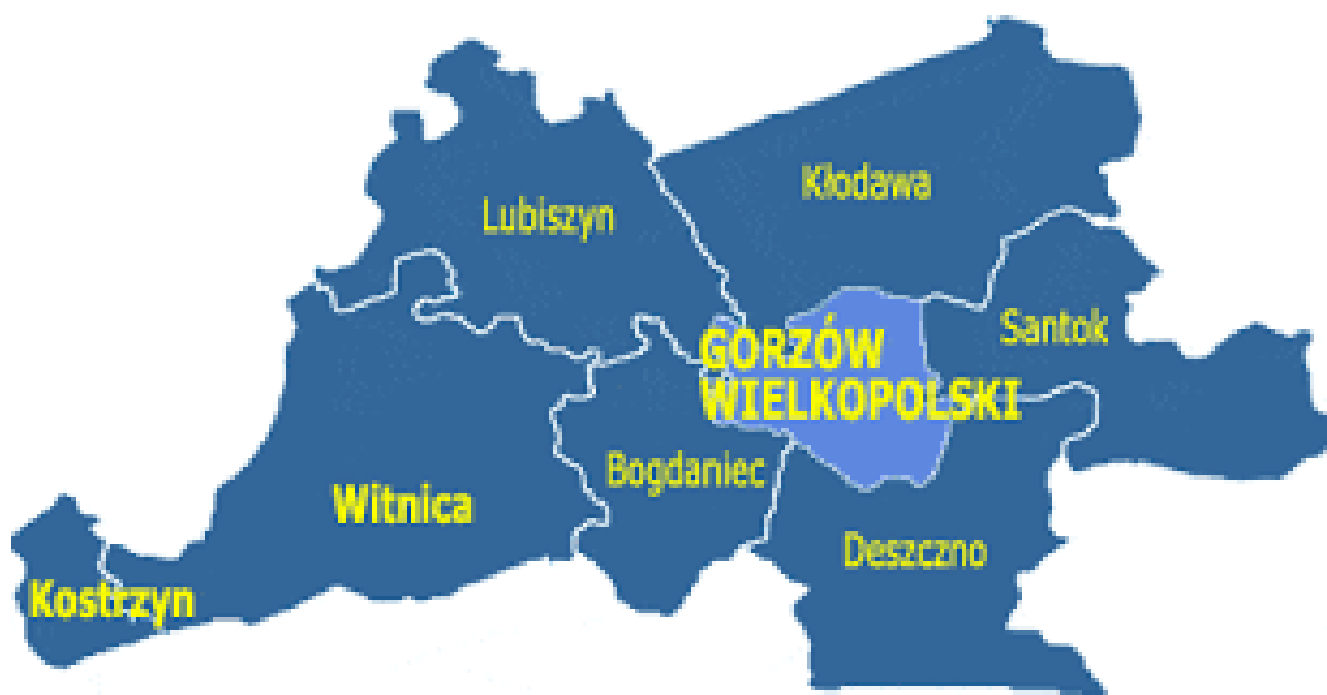 Kłodawa
Lubiszyn
Santok
GORZÓW
WIELKOPOLSKI
Bogdaniec
Witnica
Deszczno
Kostrzyn